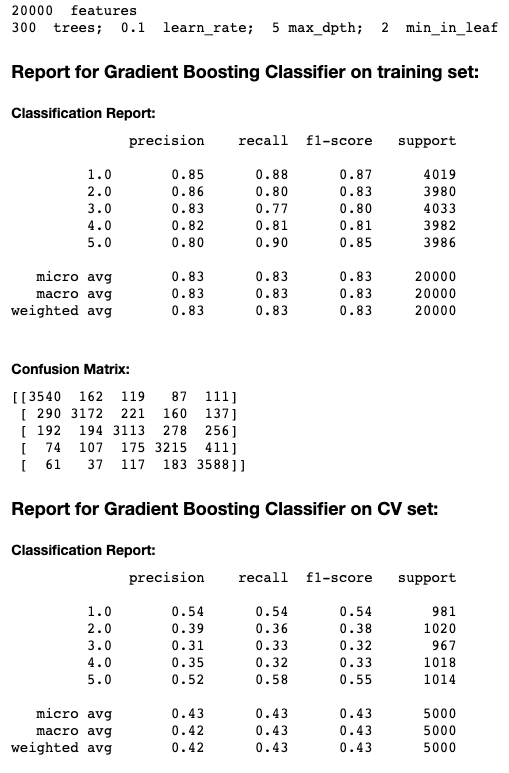 20000 features
300 trees; 0.1 learn_rate; 5 max_dpth; 2 min_in_leaf
Report for Gradient Boosting Classifier on training set:
Classification Report:
precision recall f1-score support
1.0 0.85 0.88 0.87 4019
2.0 0.86 0.80 0.83 3980
3.0 0.83 0.77 0.80 4033
4.0 0.82 0.81 0.81 3982
5.0 0.80 0.90 0.85 3986
micro avg 0.83 0.83 0.83 20000
macro avg 0.83 0.83 0.83 20000
weighted avg 0.83 0.83 0.83 20000
Confusion Matrix:
[[3540 162 119 87 111]
[ 290 3172 221 160 137]
[ 192 194 3113 278 256]
[ 74 107 175 3215 411]
[ 61 37 117 183 3588]]
Report for Gradient Boosting Classifier on CV set:
Classification Report:
precision recall f1-score support
1.0 0.54 0.54 0.54 981
2.0 0.39 0.36 0.38 1020
3.0 0.31 0.33 0.32 967
4.0 0.35 0.32 0.33 1018
5.0 0.52 0.58 0.55 1014
micro avg 0.43 0.43 0.43 5000
macro avg 0.42 0.43 0.43 5000
weighted avg 0.42 0.43 0.43 5000